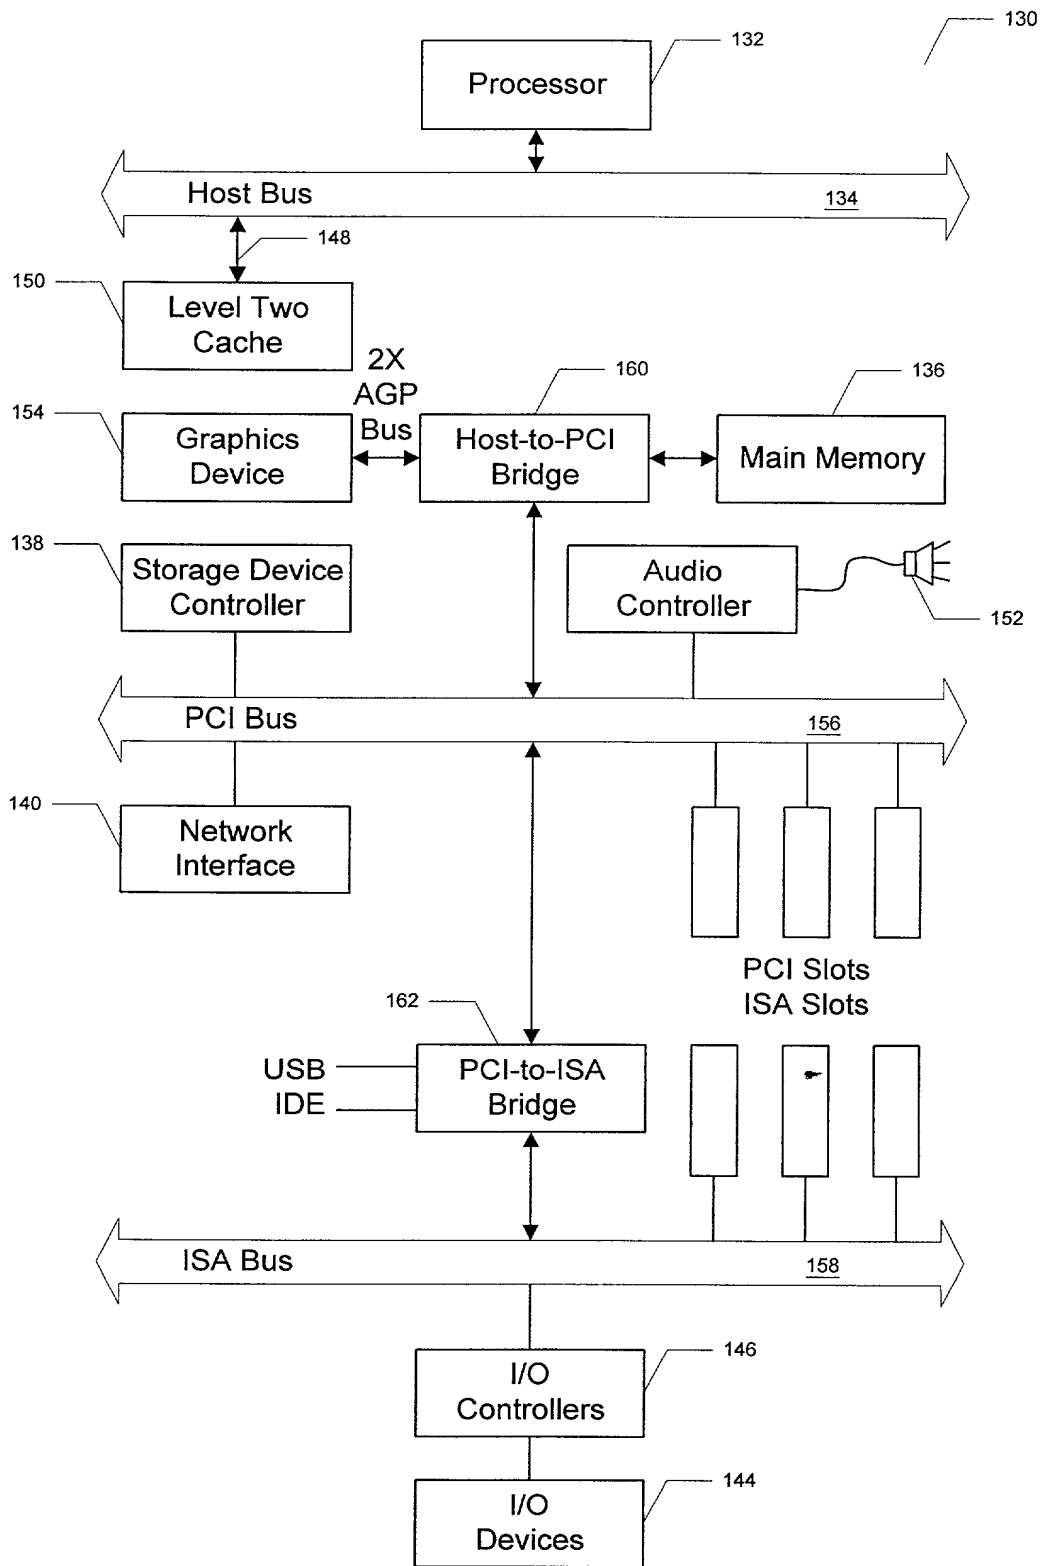 130
132
Processor
Host Bus
134
148
150
Level Two
Cache
2X
AGP
Bus
160
136
154
Graphics
Device
Host-to-PCI
Bridge
Main Memory
138
Storage Device
Controller
Audio
Controller
152
PCI Bus
156
140
Network
Interface
PCI Slots
ISA Slots
162
USB
IDE
PCI-to-ISA
Bridge
ISA Bus
158
146
I/O
Controllers
144
I/O
Devices